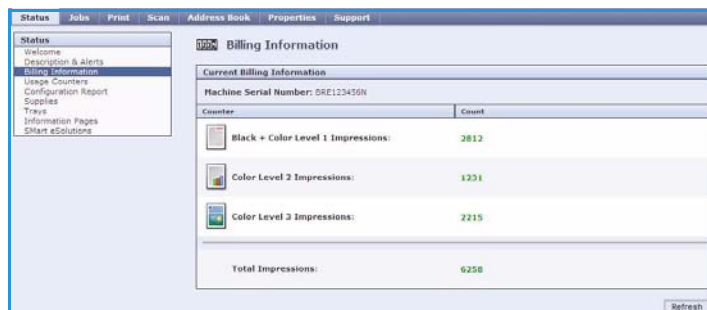 Status Jobs Print Scan Address Book Properties Support
Status
Welcome
Description & Alerts
Billing Information
Usage Counters
Configuration Report
Supplies
Trays
Information Pages
SMart eSolutions
Billing Information
Current Billing Information
Machine Serial Number: BRE123456N
Counter Count
Black + Color Level 1 Impressions: 2812
Color Level 2 Impressions: 1231
Color Level 3 Impressions: 2215
Total Impressions: 6258
Refresh